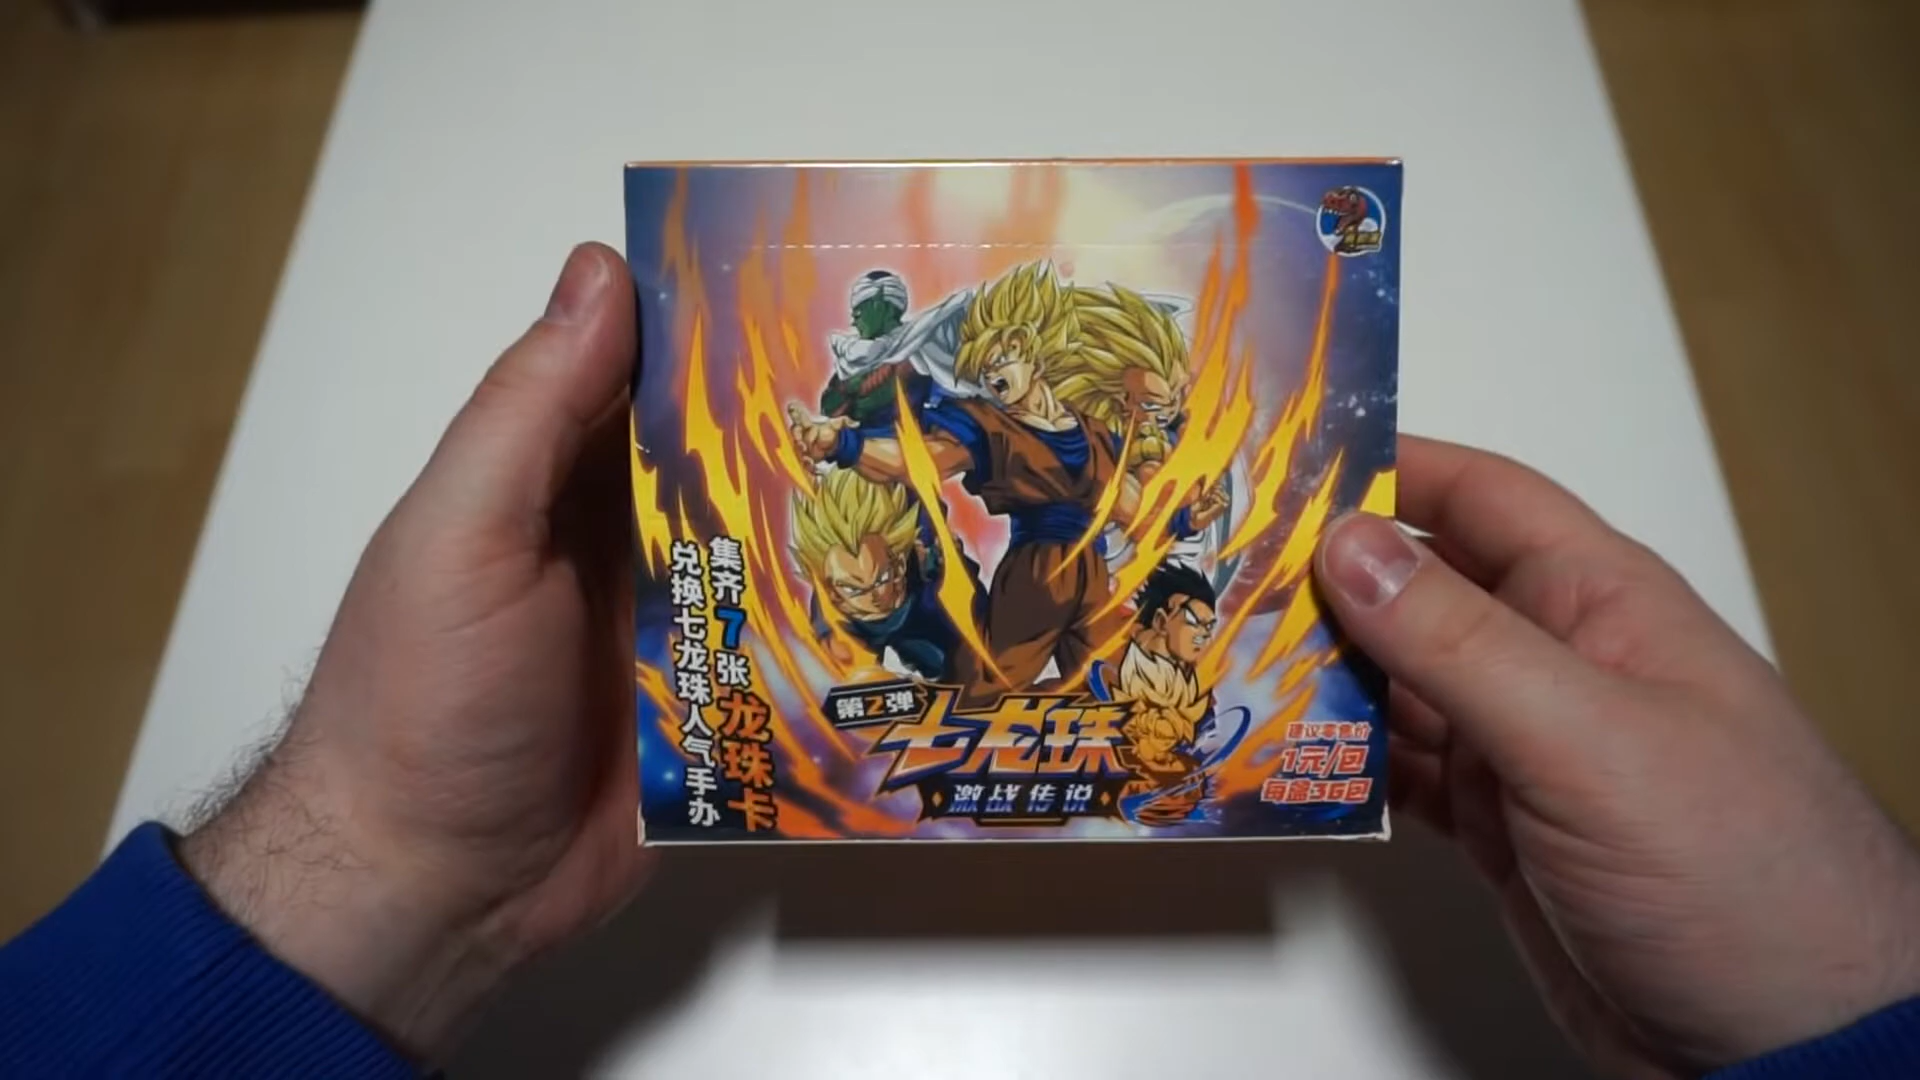 集齐7张龙珠卡
兑换七龙珠人气手办
第2弹
七龙珠
激战传说
建议零售价
1元/包
每盒36包